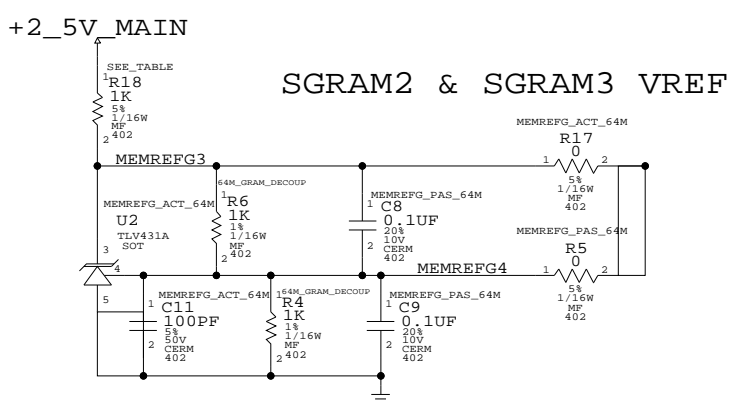 +2_5V_MAIN
SEE_TABLE
1
R18
1K
5%
1/16W
MF
2 402
SGRAM2 & SGRAM3 VREF
MEMREFG3
MEMREFG_ACT_64M
R17
1 0 2
5%
1/16W
MF
402
MEMREFG_ACT_64M
U2
TLV431A
SOT
3
4
5
64M_GRAM_DECOUP
1
R6
1K
1%
1/16W
MF
2 402
MEMREFG_PAS_64M
1
C8
0.1UF
20%
10V
CERM
402
2
MEMREFG_PAS_64M
R5
1 0 2
5%
1/16W
MF
402
MEMREFG4
MEMREFG_ACT_64M
1
C11
100PF
5%
50V
CERM
402
2
64M_GRAM_DECOUP
1
R4
1K
1%
1/16W
MF
2 402
MEMREFG_PAS_64M
1
C9
0.1UF
20%
10V
CERM
402
2